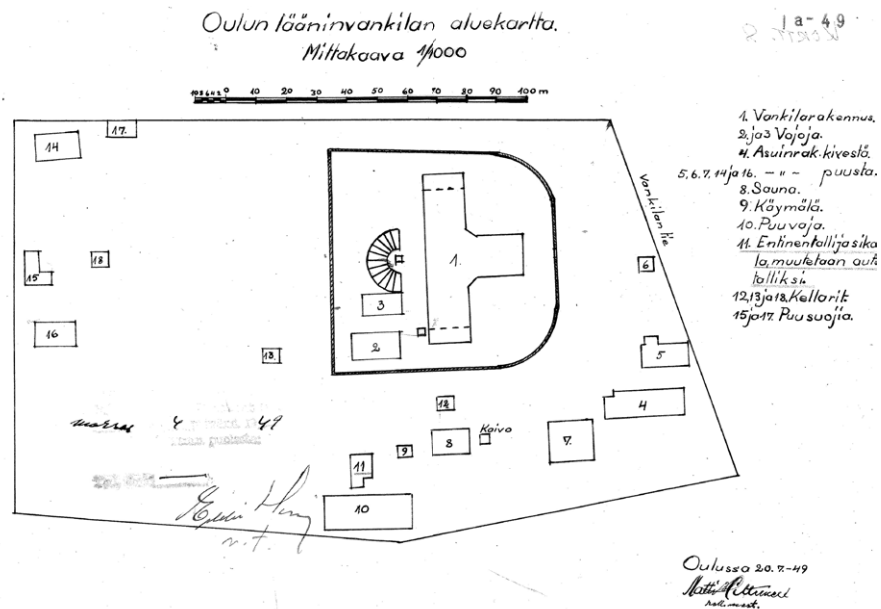 Oulun lääninvankilan aluekartta.
Mittakaava 1/1000
1a-49
0 10 20 30 40 50 60 70 80 90 100 m
1. Vankilarakennus.
2. ja 3 Vajoja.
4. Asuinrak. kivestä.
5, 6, 7, 14 ja 16. - " - puusta.
8. Sauna.
9. Käymälä.
10. Puuvaja.
11. Entinen talli ja sika
la, muutetaan auto
talliksi.
12, 13 ja 18. Kellarit
15 ja 17. Puusuojia.
Vankilan tie
14
17.
15
18
16
13.
1.
3
2
6
5
4
7.
12
8
Kaivo
9
11
10
49
Oulussa 20.7.-49